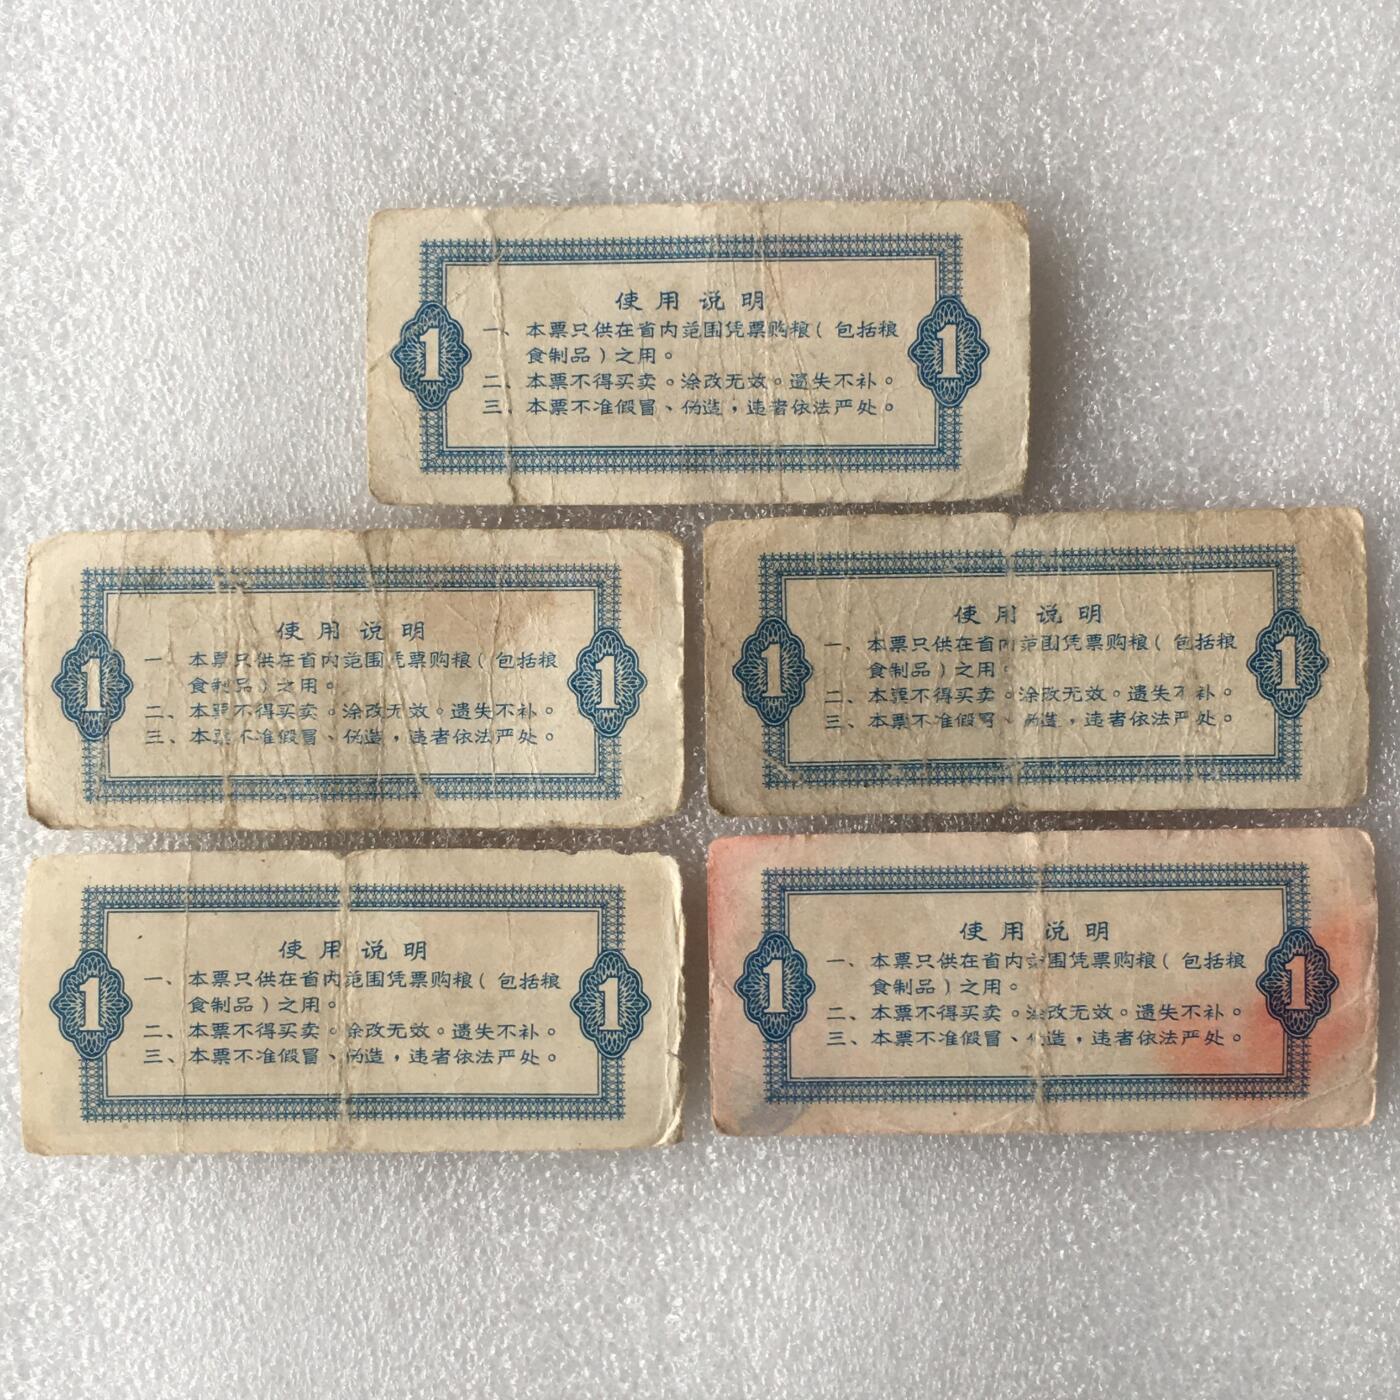 使用说明
1 1
一、本票只供在省内范围凭票购粮(包括粮
食制品)之用。
二、本票不得买卖。涂改无效。遗失不补。
三、本票不准假冒、伪造，违者依法严处。
使用说明
1 1
一、本票只供在省内范围凭票购粮(包括粮
食制品)之用。
二、本票不得买卖。涂改无效。遗失不补。
三、本票不准假冒、伪造，违者依法严处。
使用说明
1 1
一、本票只供在省内范围凭票购粮(包括粮
食制品)之用。
二、本票不得买卖。涂改无效。遗失不补。
三、本票不准假冒、伪造，违者依法严处。
使用说明
1 1
一、本票只供在省内范围凭票购粮(包括粮
食制品)之用。
二、本票不得买卖。涂改无效。遗失不补。
三、本票不准假冒、伪造，违者依法严处。
使用说明
1 1
一、本票只供在省内范围凭票购粮(包括粮
食制品)之用。
二、本票不得买卖。涂改无效。遗失不补。
三、本票不准假冒、伪造，违者依法严处。